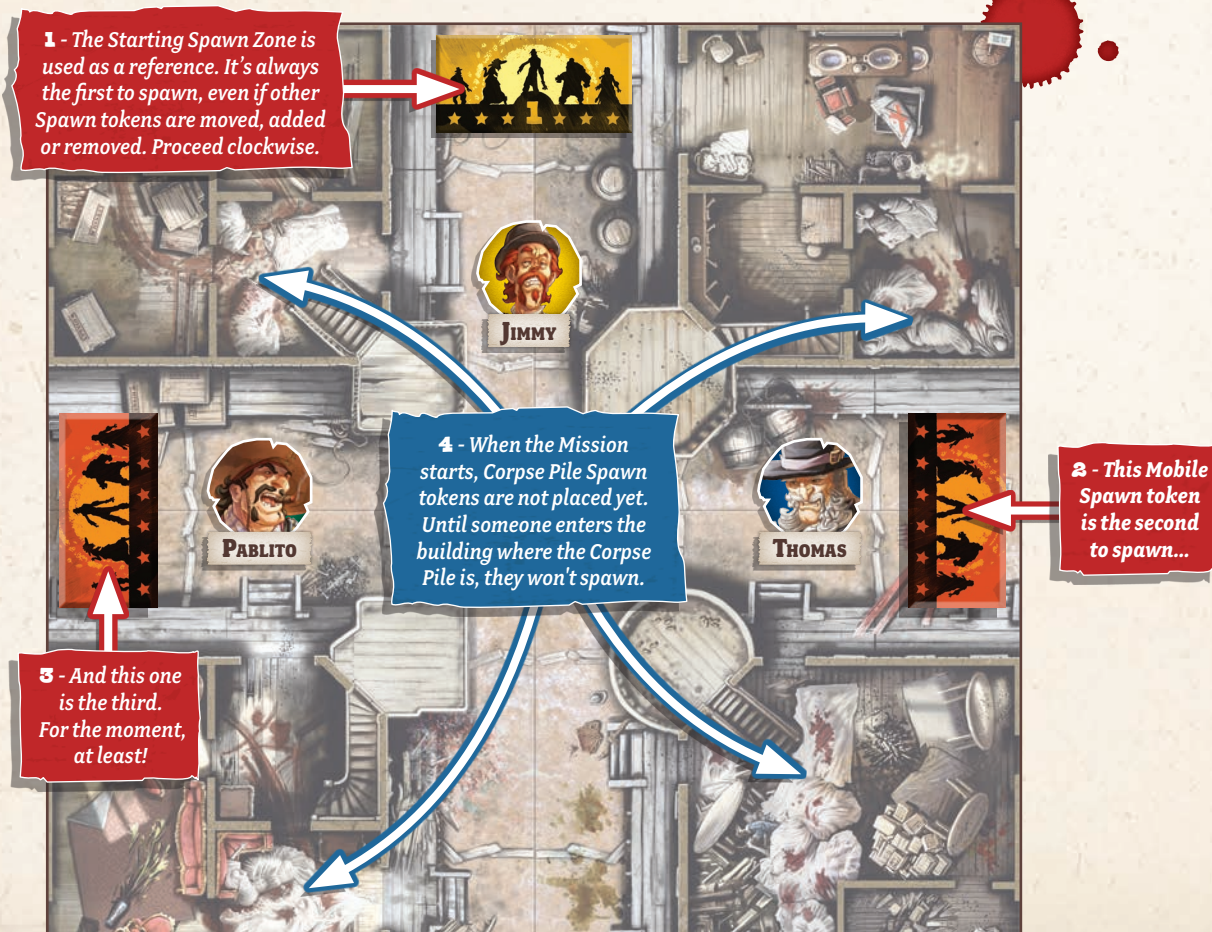 1 - The Starting Spawn Zone is
used as a reference. It’s always
the first to spawn, even if other
Spawn tokens are moved, added
or removed. Proceed clockwise.
1
Jimmy
Pablito
4 - When the Mission
starts, Corpse Pile Spawn
tokens are not placed yet.
Until someone enters the
building where the Corpse
Pile is, they won't spawn.
Thomas
2 - This Mobile
Spawn token
is the second
to spawn...
3 - And this one
is the third.
For the moment,
at least!